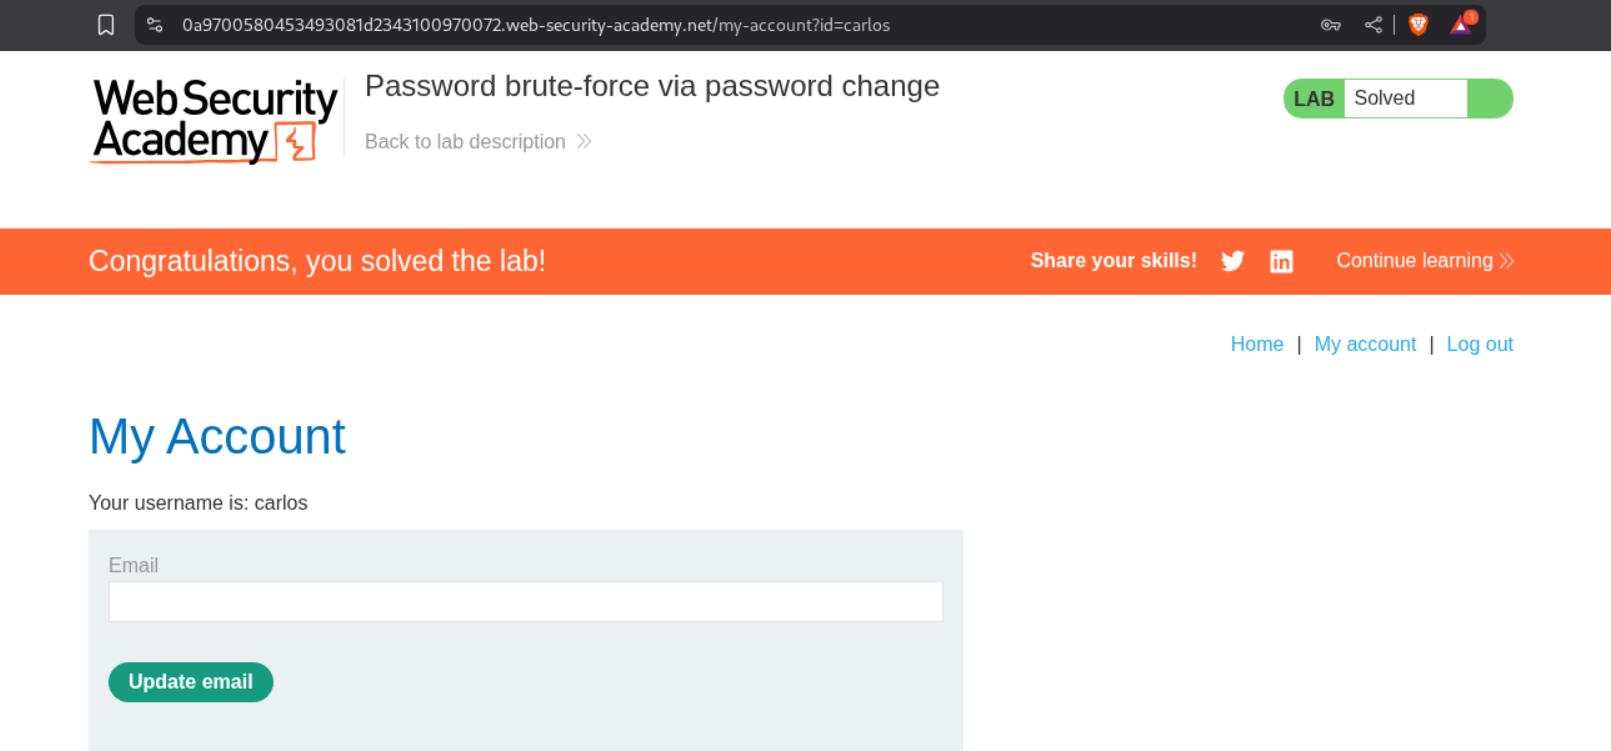 0a9700580453493081d2343100970072.web-security-academy.net/my-account?id=carlos
1
Web Security
Academy
Password brute-force via password change
Back to lab description
LAB Solved
Congratulations, you solved the lab!
Share your skills!
in
Continue learning
Home | My account | Log out
My Account
Your username is: carlos
Email
Update email